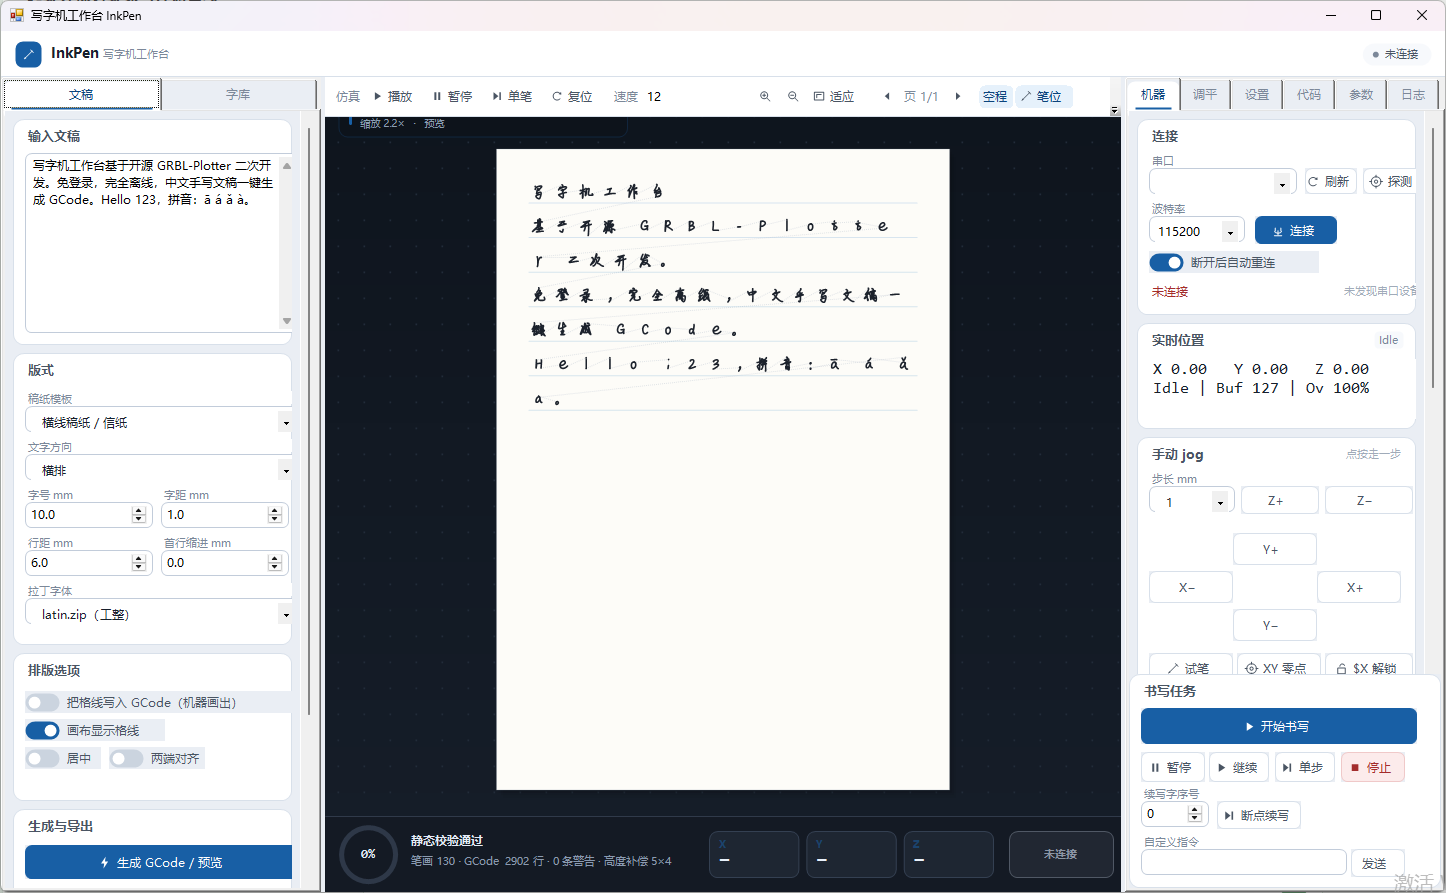 写字机工作台 InkPen
InkPen 写字机工作台
未连接
文稿
字库
输入文稿
写字机工作台基于开源 GRBL-Plotter 二次开
发。免登录，完全离线，中文手写文稿一键生
成 GCode。Hello 123，拼音：ā á ǎ à。
版式
稿纸模板
横线稿纸 / 信纸
文字方向
横排
字号 mm 字距 mm
10.0 1.0
行距 mm 首行缩进 mm
6.0 0.0
拉丁字体
latin.zip（工整）
排版选项
把格线写入 GCode（机器画出）
画布显示格线
居中 两端对齐
生成与导出
生成 GCode / 预览
仿真 播放 暂停 单笔 复位 速度 12 适应 页 1/1 空程 笔位
缩放 2.2× · 预览
写字机工作台
基于开源 GRBL-Plotte
r 二次开发。
免登录，完全离线，中文手写文稿一
键生成 GCode。
Hello 123，拼音：ā á ǎ
a。
0%
静态校验通过
笔画 130 · GCode 2902 行 · 0 条警告 · 高度补偿 5×4
X Y Z
– – –
未连接
机器 调平 设置 代码 参数 日志
连接
串口
刷新 探测
波特率
115200 连接
断开后自动重连
未连接 未发现串口设备
实时位置 Idle
X 0.00 Y 0.00 Z 0.00
Idle | Buf 127 | Ov 100%
手动 jog 点按走一步
步长 mm
1 Z+ Z−
Y+
X− X+
Y−
试笔 XY 零点 $X 解锁
书写任务
开始书写
暂停 继续 单步 停止
续写字序号
0 断点续写
自定义指令
发送
激活